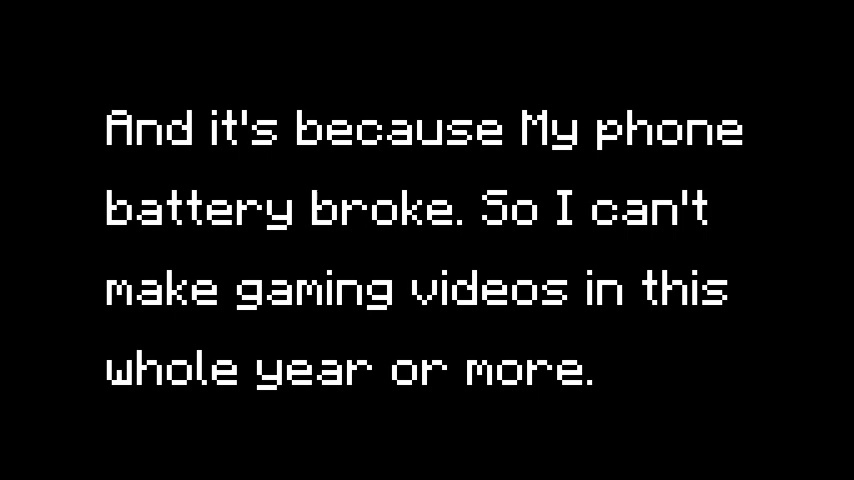 And it's because My phone
battery broke. So I can't
make gaming videos in this
whole year or more.